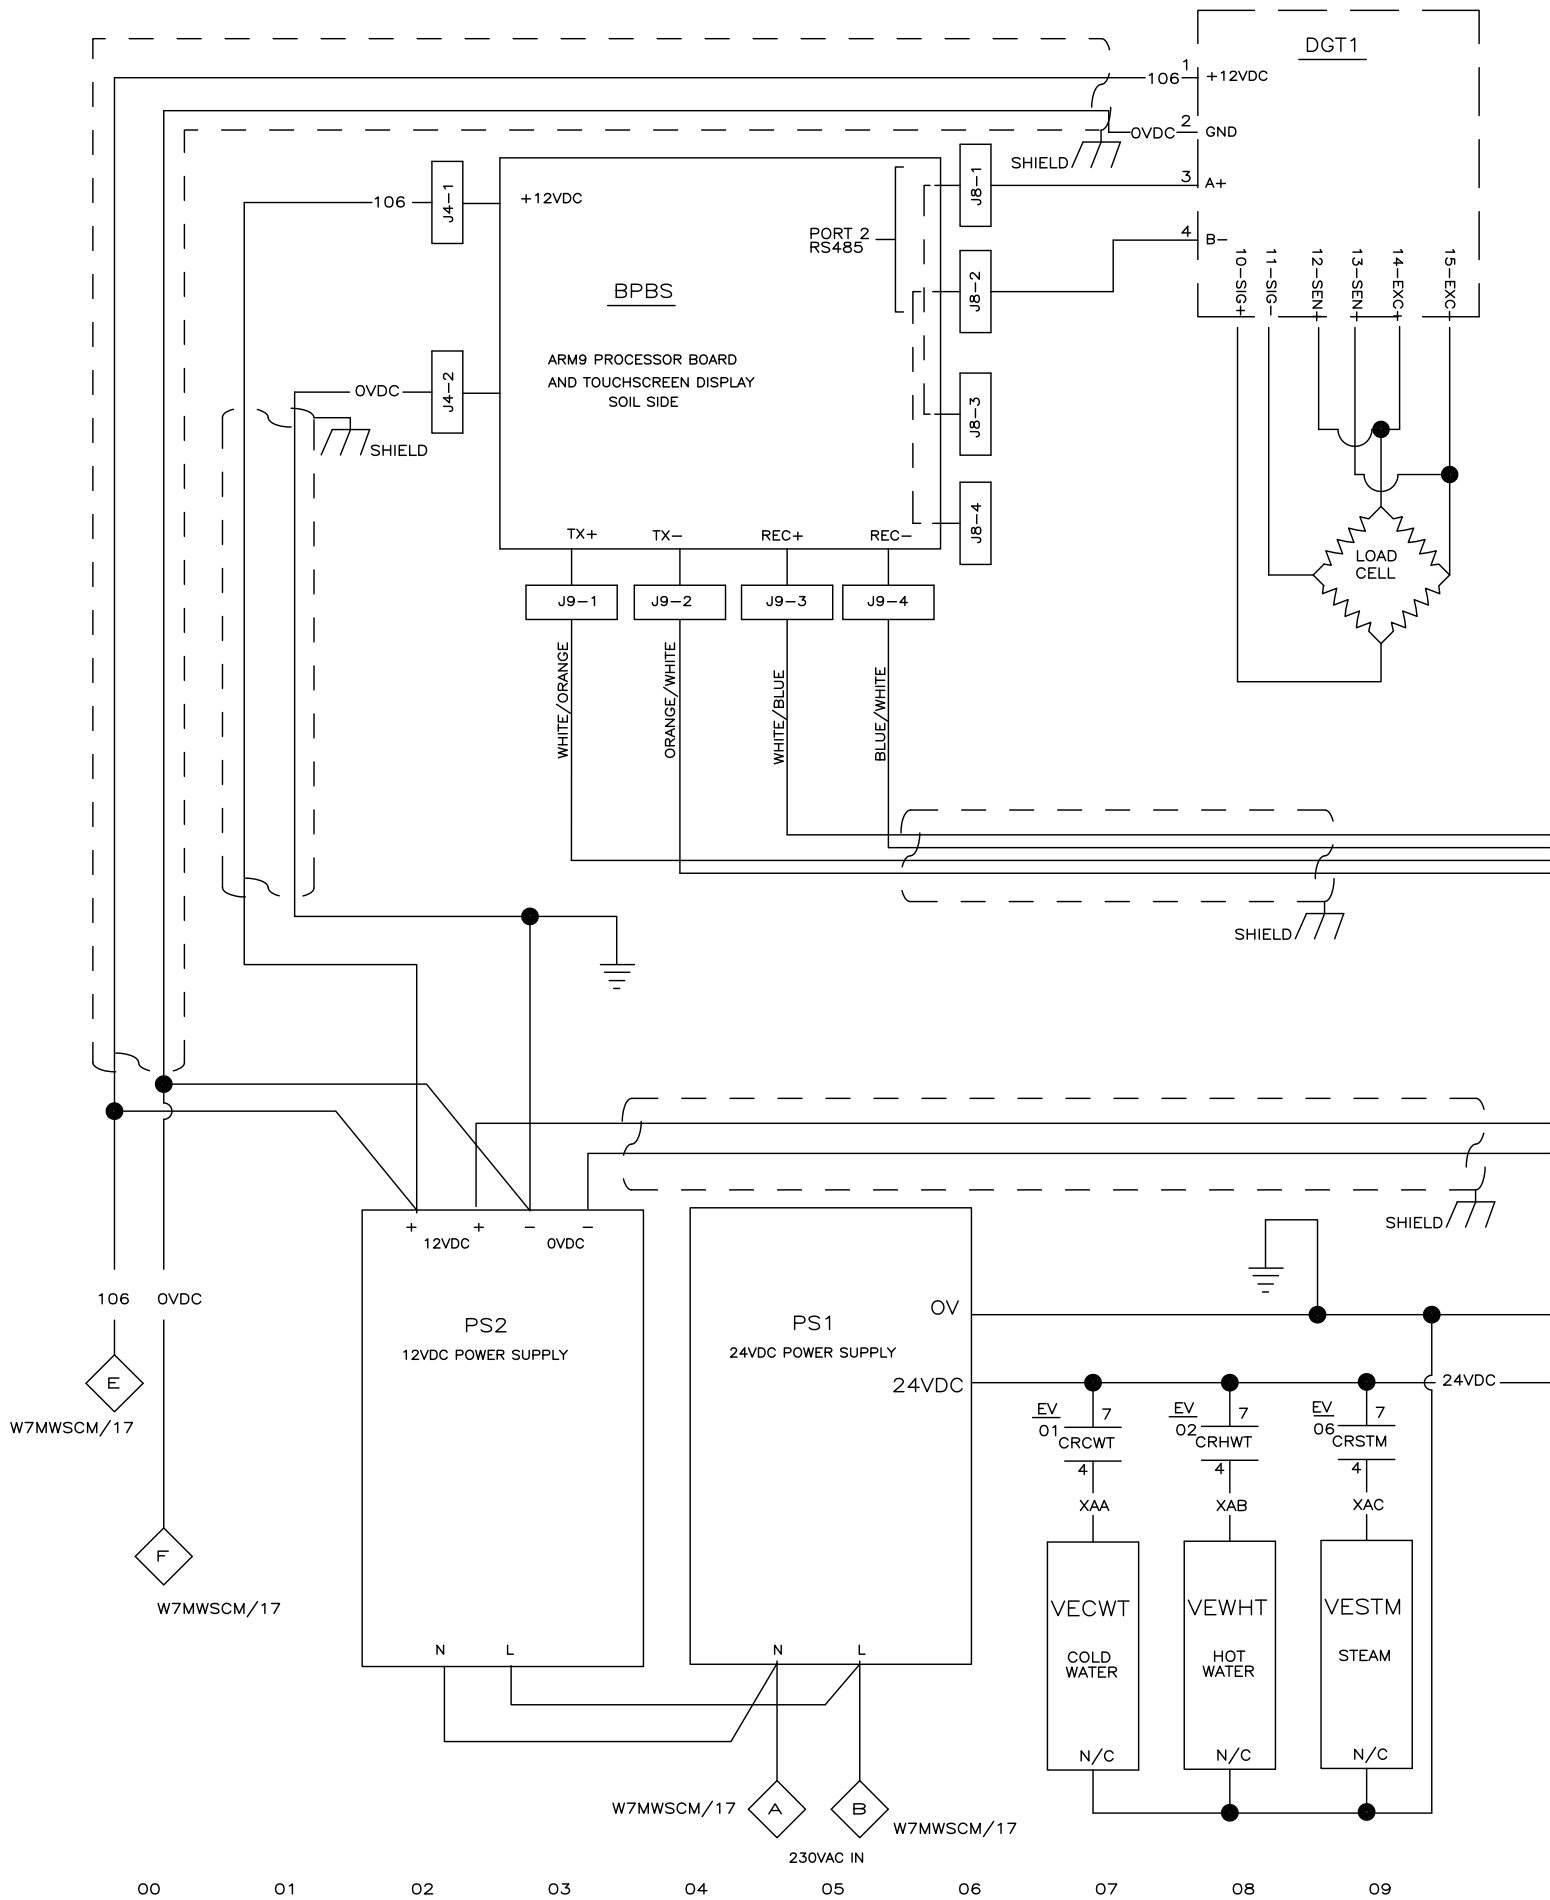 DGT1
1
106
+12VDC
2
0VDC
GND
SHIELD
3
A+
4
B-
10-SIG+
11-SIG-
12-SEN+
13-SEN+
14-EXC+
15-EXC-
106
J4-1
+12VDC
J8-1
PORT 2
RS485
BPBS
J8-2
ARM9 PROCESSOR BOARD
AND TOUCHSCREEN DISPLAY
SOIL SIDE
0VDC
J4-2
J8-3
SHIELD
J8-4
TX+
TX-
REC+
REC-
J9-1
J9-2
J9-3
J9-4
LOAD
CELL
WHITE/ORANGE
ORANGE/WHITE
WHITE/BLUE
BLUE/WHITE
SHIELD
SHIELD
+
+
-
-
12VDC
0VDC
106
0VDC
PS2
12VDC POWER SUPPLY
PS1
24VDC POWER SUPPLY
0V
24VDC
24VDC
E
W7MWSCM/17
F
W7MWSCM/17
EV
01
7
CRCWT
4
XAA
EV
02
7
CRHWT
4
XAB
EV
06
7
CRSTM
4
XAC
VECWT
COLD
WATER
N/C
VEWHT
HOT
WATER
N/C
VESTM
STEAM
N/C
N
L
N
L
W7MWSCM/17
A
B
W7MWSCM/17
230VAC IN
00
01
02
03
04
05
06
07
08
09